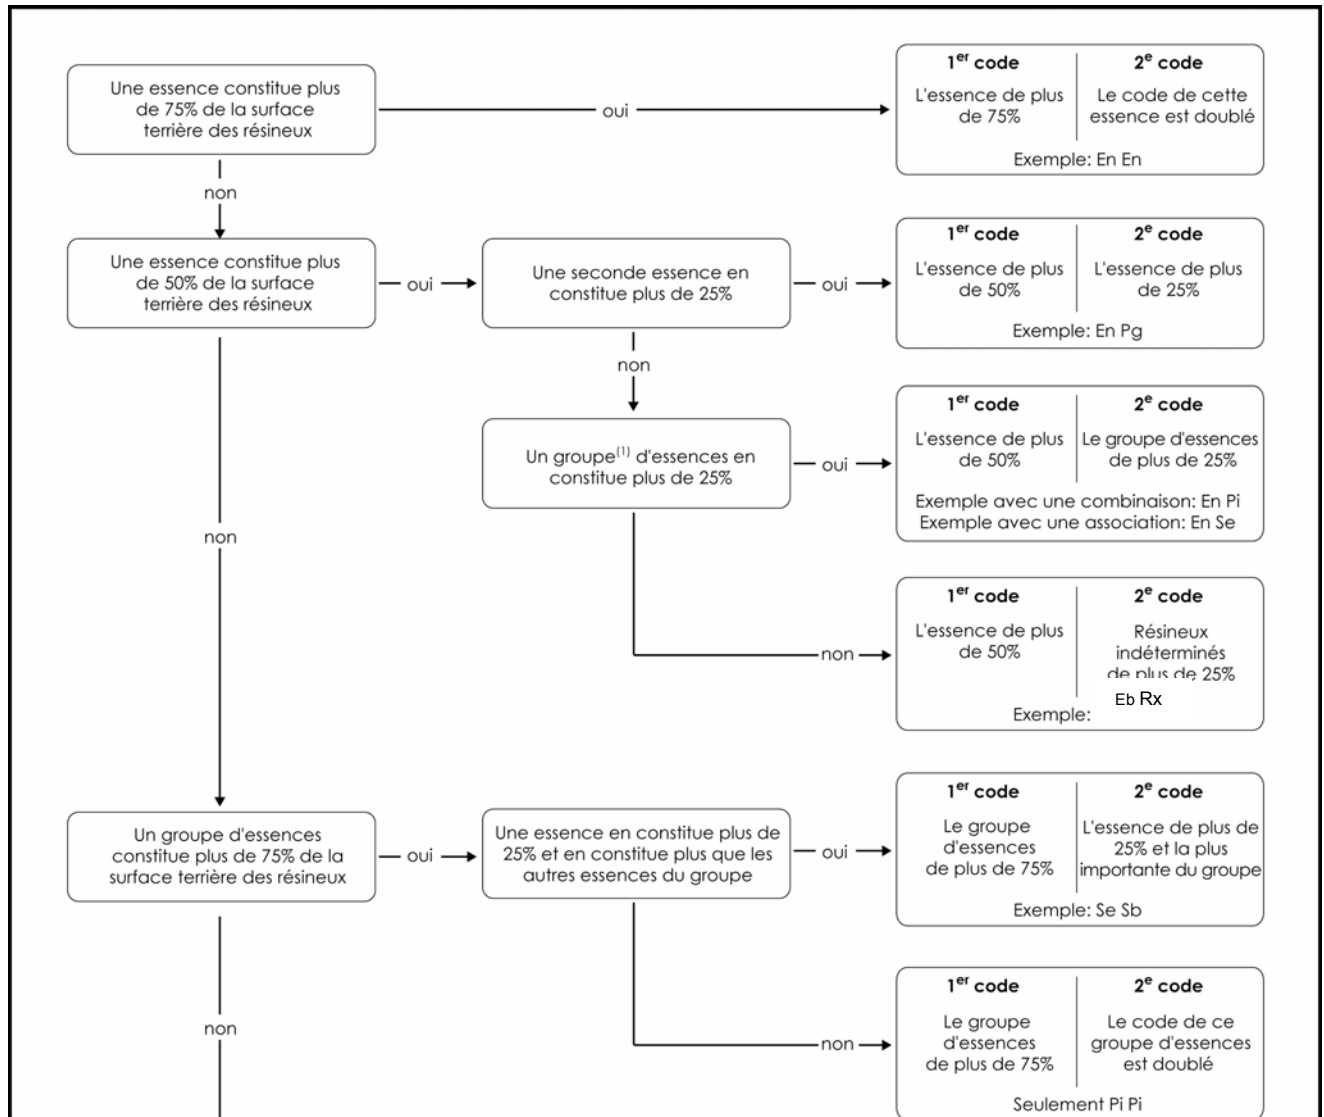 Une essence constitue plus
de 75% de la surface
terrière des résineux
oui
1er code
L'essence de plus
de 75%
2e code
Le code de cette
essence est doublé
Exemple: En En
non
Une essence constitue plus
de 50% de la surface
terrière des résineux
oui
Une seconde essence en
constitue plus de 25%
oui
1er code
L'essence de plus
de 50%
2e code
L'essence de plus
de 25%
Exemple: En Pg
non
Un groupe(1) d'essences en
constitue plus de 25%
oui
1er code
L'essence de plus
de 50%
2e code
Le groupe d'essences
de plus de 25%
Exemple avec une combinaison: En Pi
Exemple avec une association: En Se
non
1er code
L'essence de plus
de 50%
2e code
Résineux
indéterminés
de plus de 25%
Exemple: Eb Rx
non
Un groupe d'essences
constitue plus de 75% de la
surface terrière des résineux
oui
Une essence en constitue plus de
25% et en constitue plus que les
autres essences du groupe
oui
1er code
Le groupe
d'essences
de plus de 75%
2e code
L'essence de plus de
25% et la plus
importante du groupe
Exemple: Se Sb
non
1er code
Le groupe
d'essences
de plus de 75%
2e code
Le code de ce
groupe d'essences
est doublé
Seulement Pi Pi
non